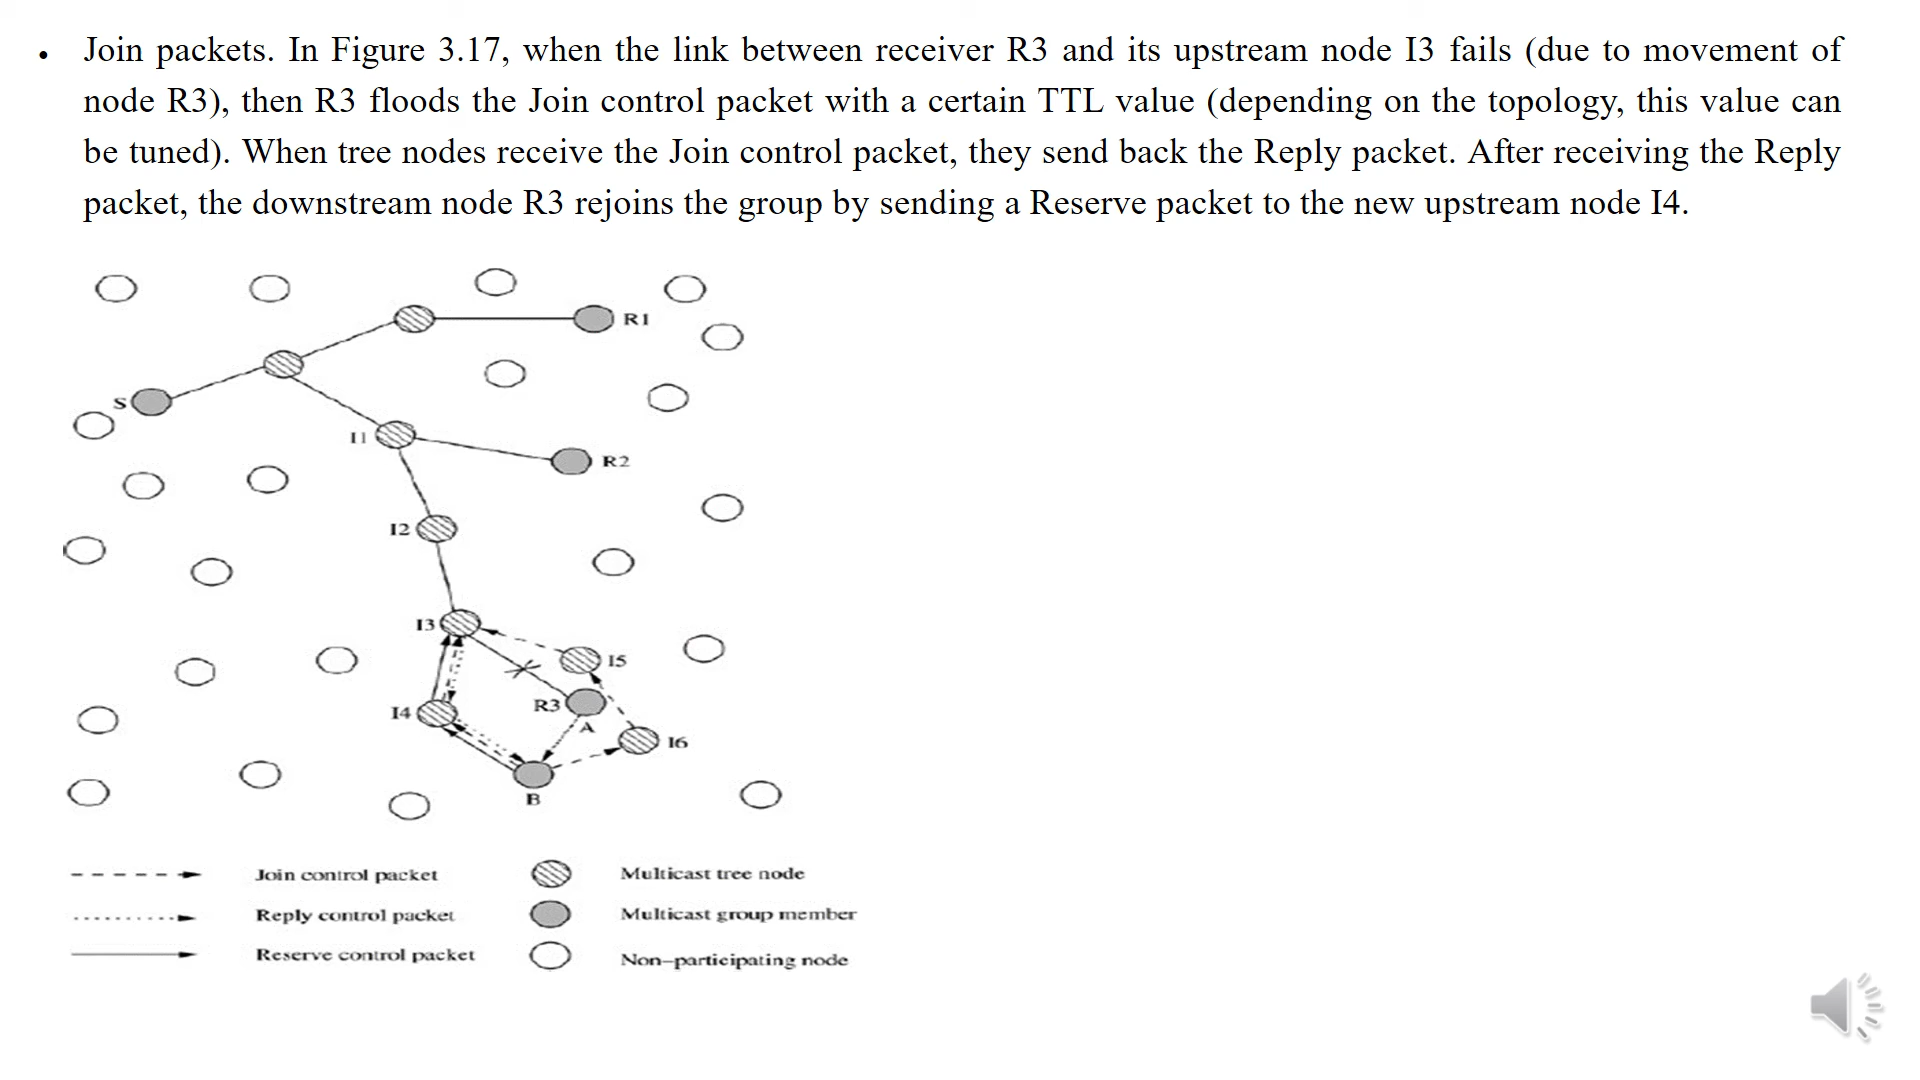 • Join packets. In Figure 3.17, when the link between receiver R3 and its upstream node I3 fails (due to movement of
node R3), then R3 floods the Join control packet with a certain TTL value (depending on the topology, this value can
be tuned). When tree nodes receive the Join control packet, they send back the Reply packet. After receiving the Reply
packet, the downstream node R3 rejoins the group by sending a Reserve packet to the new upstream node I4.
R1
S
I1
R2
I2
I3
I5
R3
I4
A
I6
B
Join control packet
Multicast tree node
Reply control packet
Multicast group member
Reserve control packet
Non-participating node